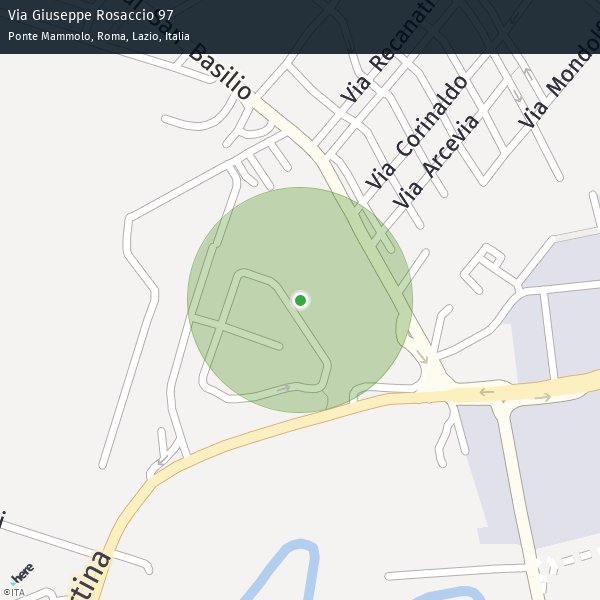 Via Giuseppe Rosaccio 97
Ponte Mammolo, Roma, Lazio, Italia
Basilio
Via Recanati
Via Corinaldo
Via Arcevia
Via Mondol
rtina
here
©ITA